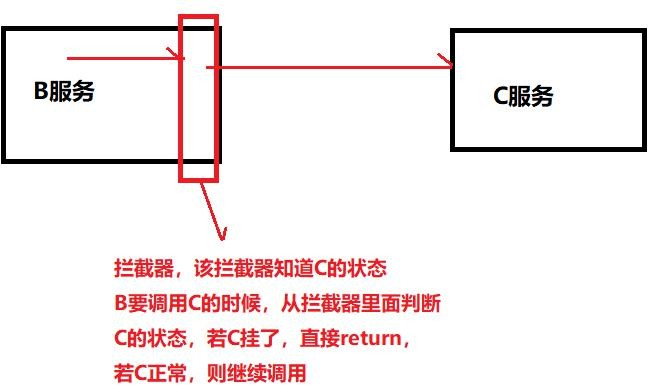 B服务
C服务
拦截器，该拦截器知道C的状态
B要调用C的时候，从拦截器里面判断
C的状态，若C挂了，直接return，
若C正常，则继续调用